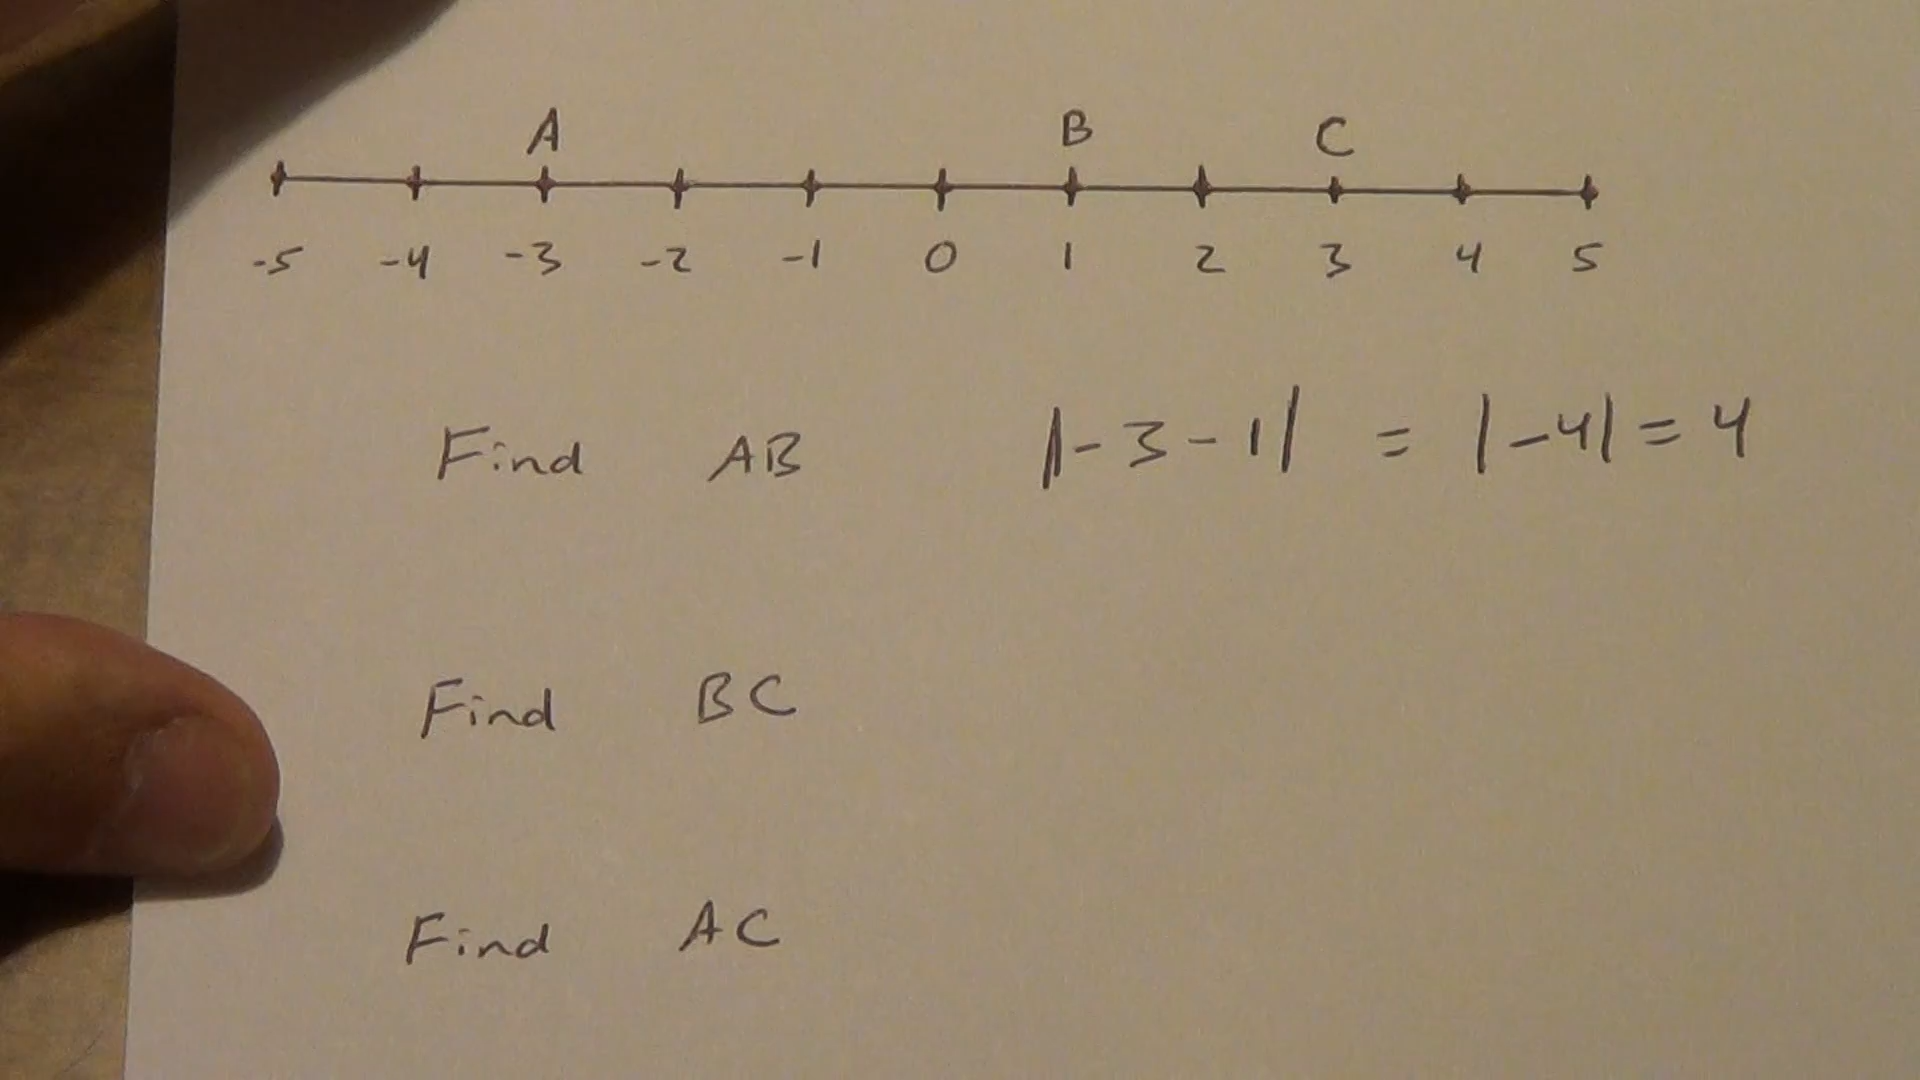 A B C
-5 -4 -3 -2 -1 0 1 2 3 4 5
Find AB |-3-1| = |-4| = 4
Find BC
Find AC